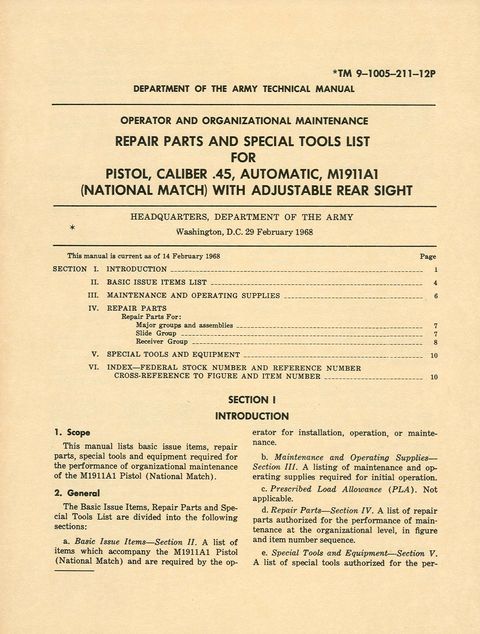 *TM 9-1005-211-12P
DEPARTMENT OF THE ARMY TECHNICAL MANUAL
OPERATOR AND ORGANIZATIONAL MAINTENANCE
REPAIR PARTS AND SPECIAL TOOLS LIST
FOR
PISTOL, CALIBER .45, AUTOMATIC, M1911A1
(NATIONAL MATCH) WITH ADJUSTABLE REAR SIGHT
HEADQUARTERS, DEPARTMENT OF THE ARMY
*
Washington, D.C. 29 February 1968
This manual is current as of 14 February 1968 Page
SECTION I. INTRODUCTION 1
II. BASIC ISSUE ITEMS LIST 4
III. MAINTENANCE AND OPERATING SUPPLIES 6
IV. REPAIR PARTS
Repair Parts For:
Major groups and assemblies 7
Slide Group 7
Receiver Group 8
V. SPECIAL TOOLS AND EQUIPMENT 10
VI. INDEX—FEDERAL STOCK NUMBER AND REFERENCE NUMBER
CROSS-REFERENCE TO FIGURE AND ITEM NUMBER 10
SECTION I
INTRODUCTION
1. Scope
This manual lists basic issue items, repair
parts, special tools and equipment required for
the performance of organizational maintenance
of the M1911A1 Pistol (National Match).
2. General
The Basic Issue Items, Repair Parts and Spe-
cial Tools List are divided into the following
sections:
a. Basic Issue Items—Section II. A list of
items which accompany the M1911A1 Pistol
(National Match) and are required by the op-
erator for installation, operation, or mainte-
nance.
b. Maintenance and Operating Supplies—
Section III. A listing of maintenance and op-
erating supplies required for initial operation.
c. Prescribed Load Allowance (PLA). Not
applicable.
d. Repair Parts—Section IV. A list of repair
parts authorized for the performance of main-
tenance at the organizational level, in figure
and item number sequence.
e. Special Tools and Equipment—Section V.
A list of special tools authorized for the per-